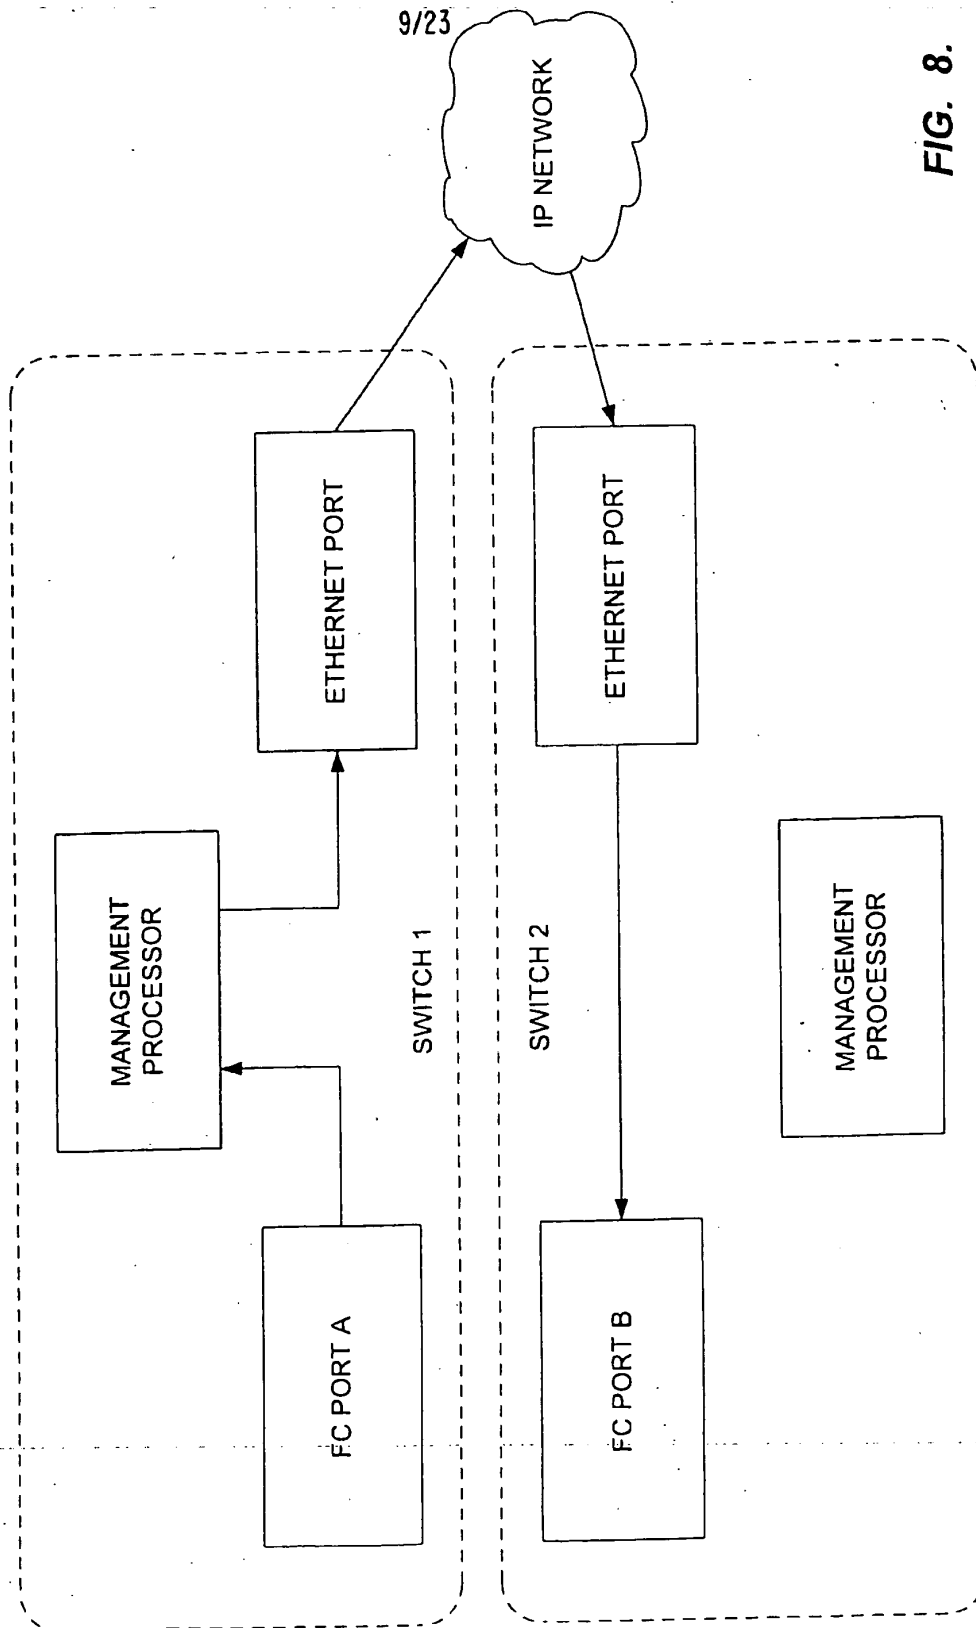 9/23
MANAGEMENT
PROCESSOR
FC PORT A
ETHERNET PORT
SWITCH 1
IP NETWORK
SWITCH 2
FC PORT B
ETHERNET PORT
MANAGEMENT
PROCESSOR
FIG. 8.